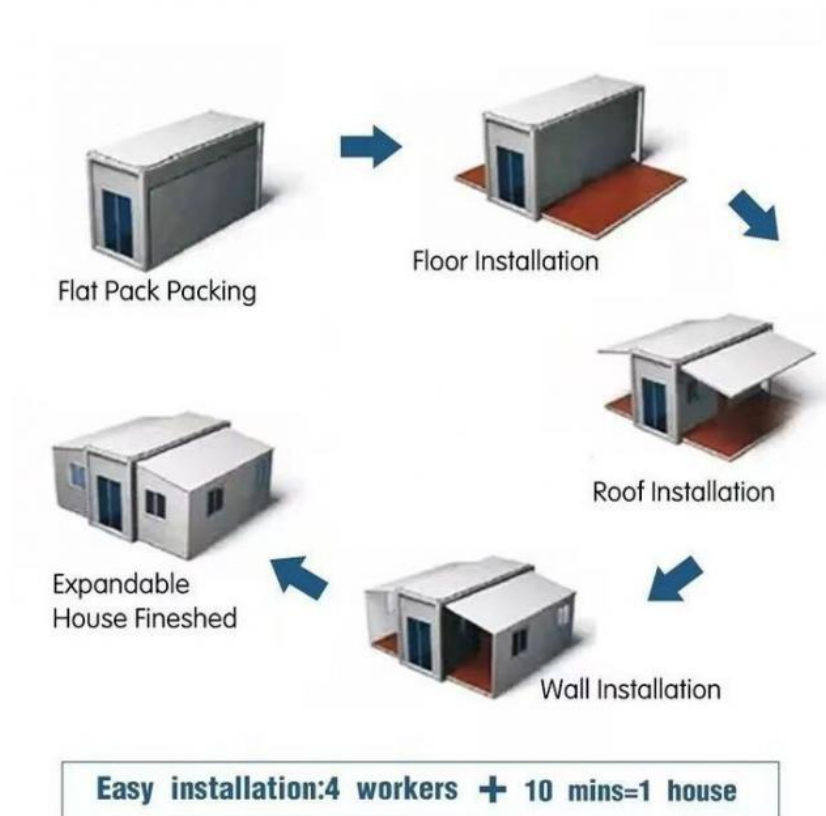 Flat Pack Packing
Floor Installation
Roof Installation
Wall Installation
Expandable
House Fineshed
Easy installation:4 workers + 10 mins=1 house